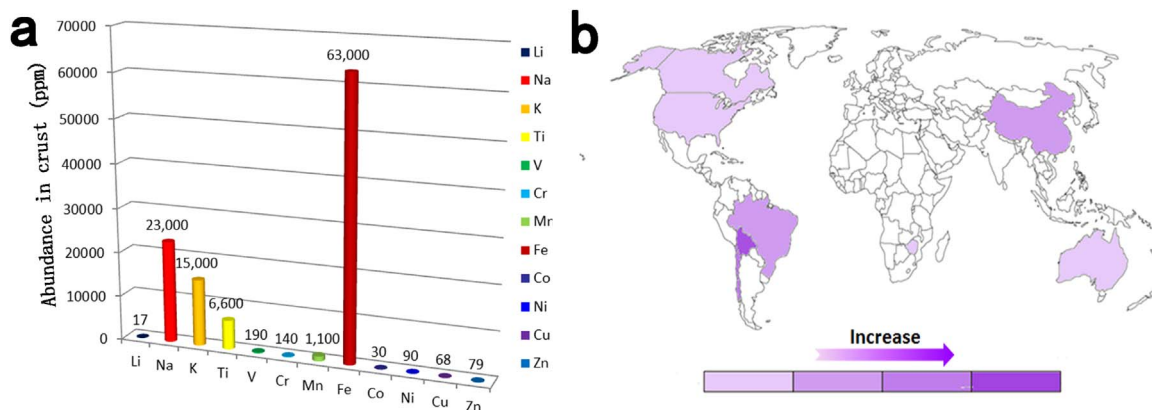 a
Abundance in crust (ppm)
70000
60000
50000
40000
30000
20000
10000
0
17
23,000
15,000
6,600
190
140
1,100
63,000
30
90
68
79
Li
Na
K
Ti
V
Cr
Mn
Fe
Co
Ni
Cu
Zn
Li
Na
K
Ti
V
Cr
Mn
Fe
Co
Ni
Cu
Zn
b
Increase